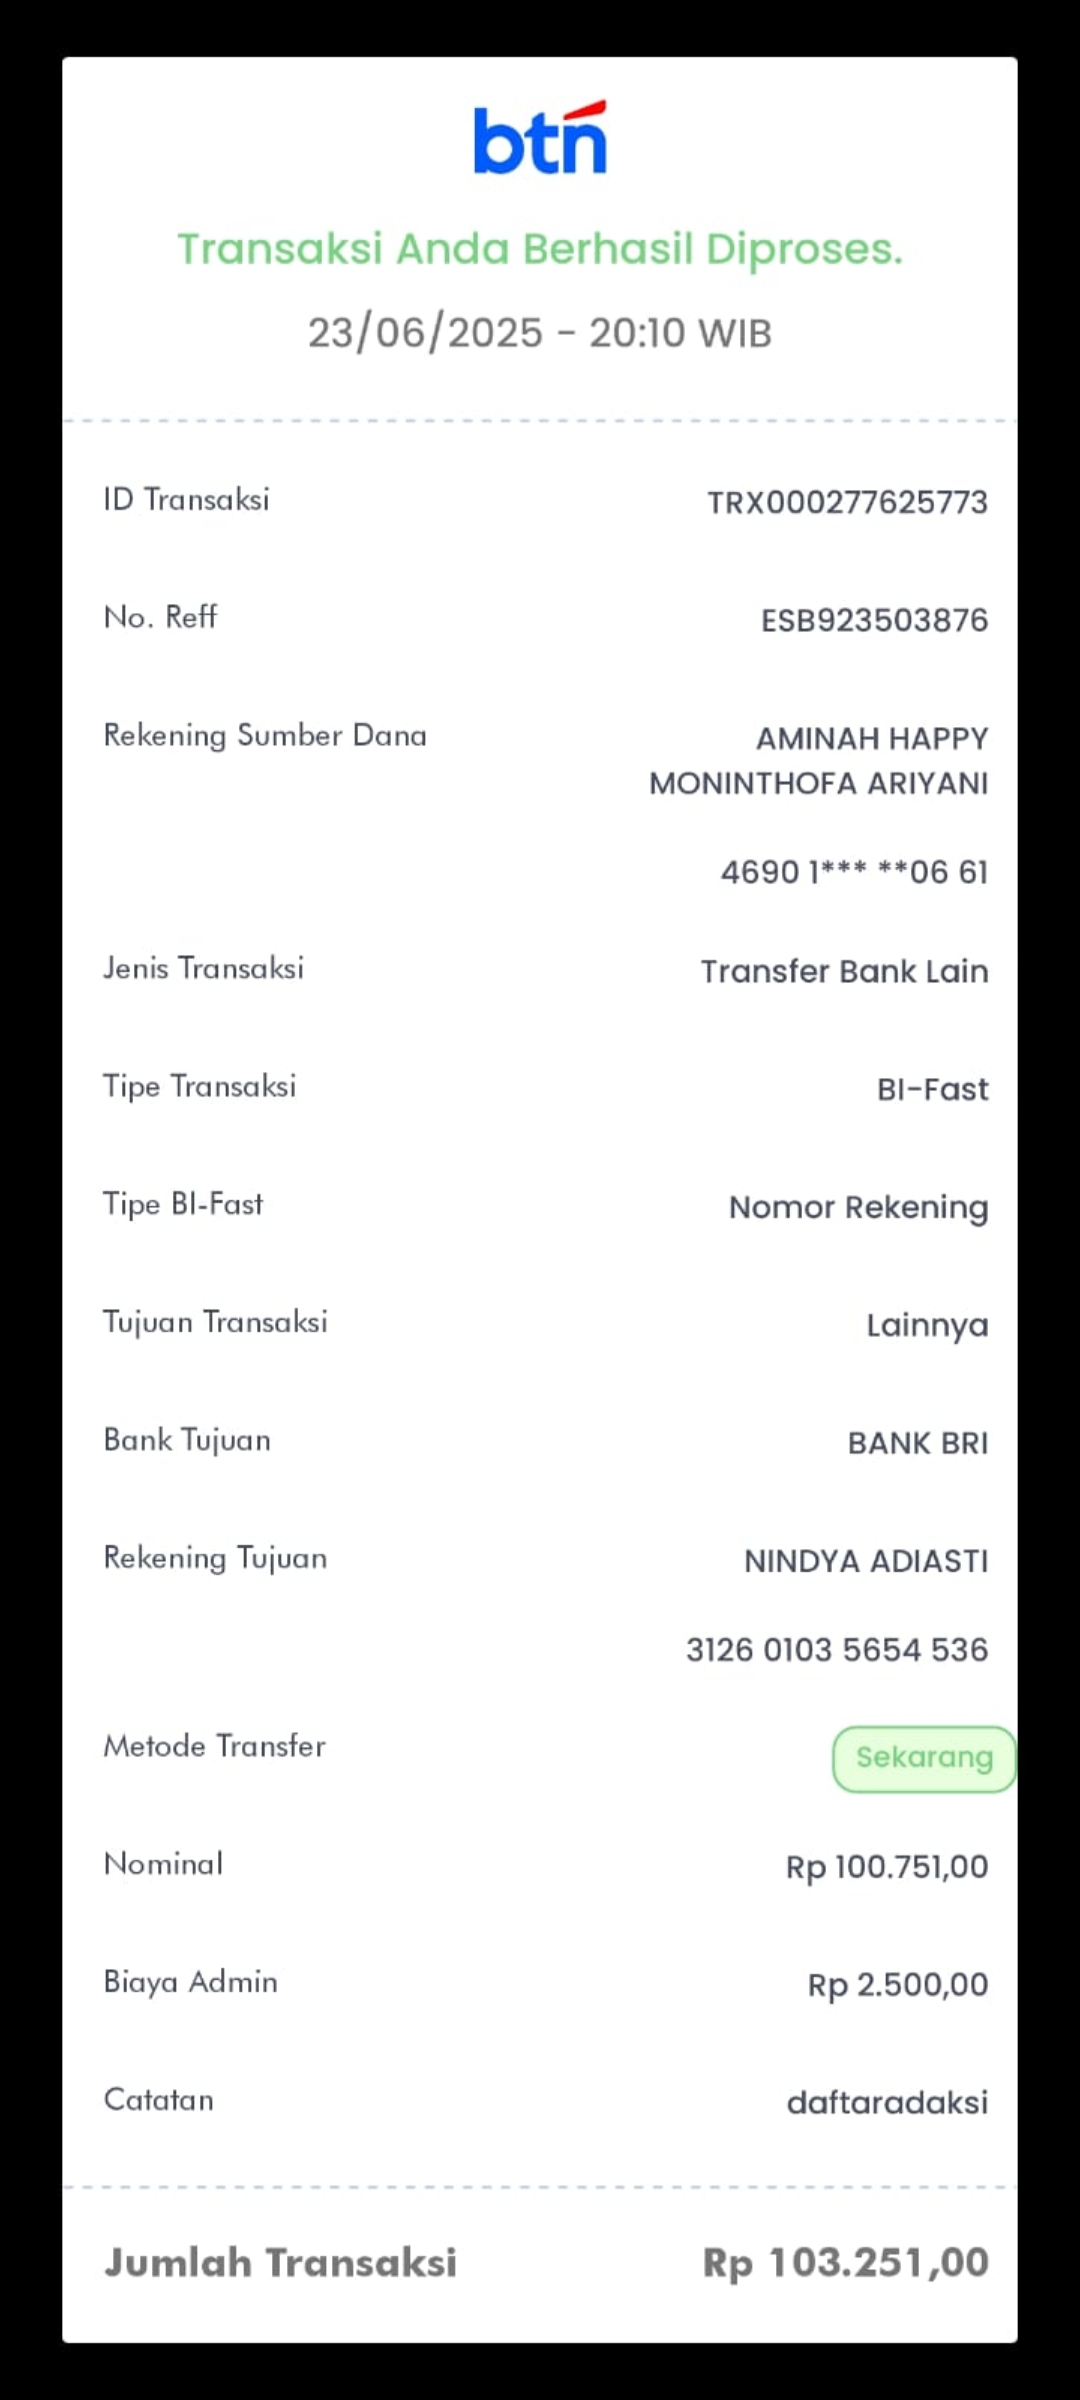 btn
Transaksi Anda Berhasil Diproses.
23/06/2025 - 20:10 WIB
ID Transaksi TRX000277625773
No. Reff ESB923503876
Rekening Sumber Dana AMINAH HAPPY
MONINTHOFA ARIYANI
4690 1*** **06 61
Jenis Transaksi Transfer Bank Lain
Tipe Transaksi BI-Fast
Tipe BI-Fast Nomor Rekening
Tujuan Transaksi Lainnya
Bank Tujuan BANK BRI
Rekening Tujuan NINDYA ADIASTI
3126 0103 5654 536
Metode Transfer Sekarang
Nominal Rp 100.751,00
Biaya Admin Rp 2.500,00
Catatan daftaradaksi
Jumlah Transaksi Rp 103.251,00